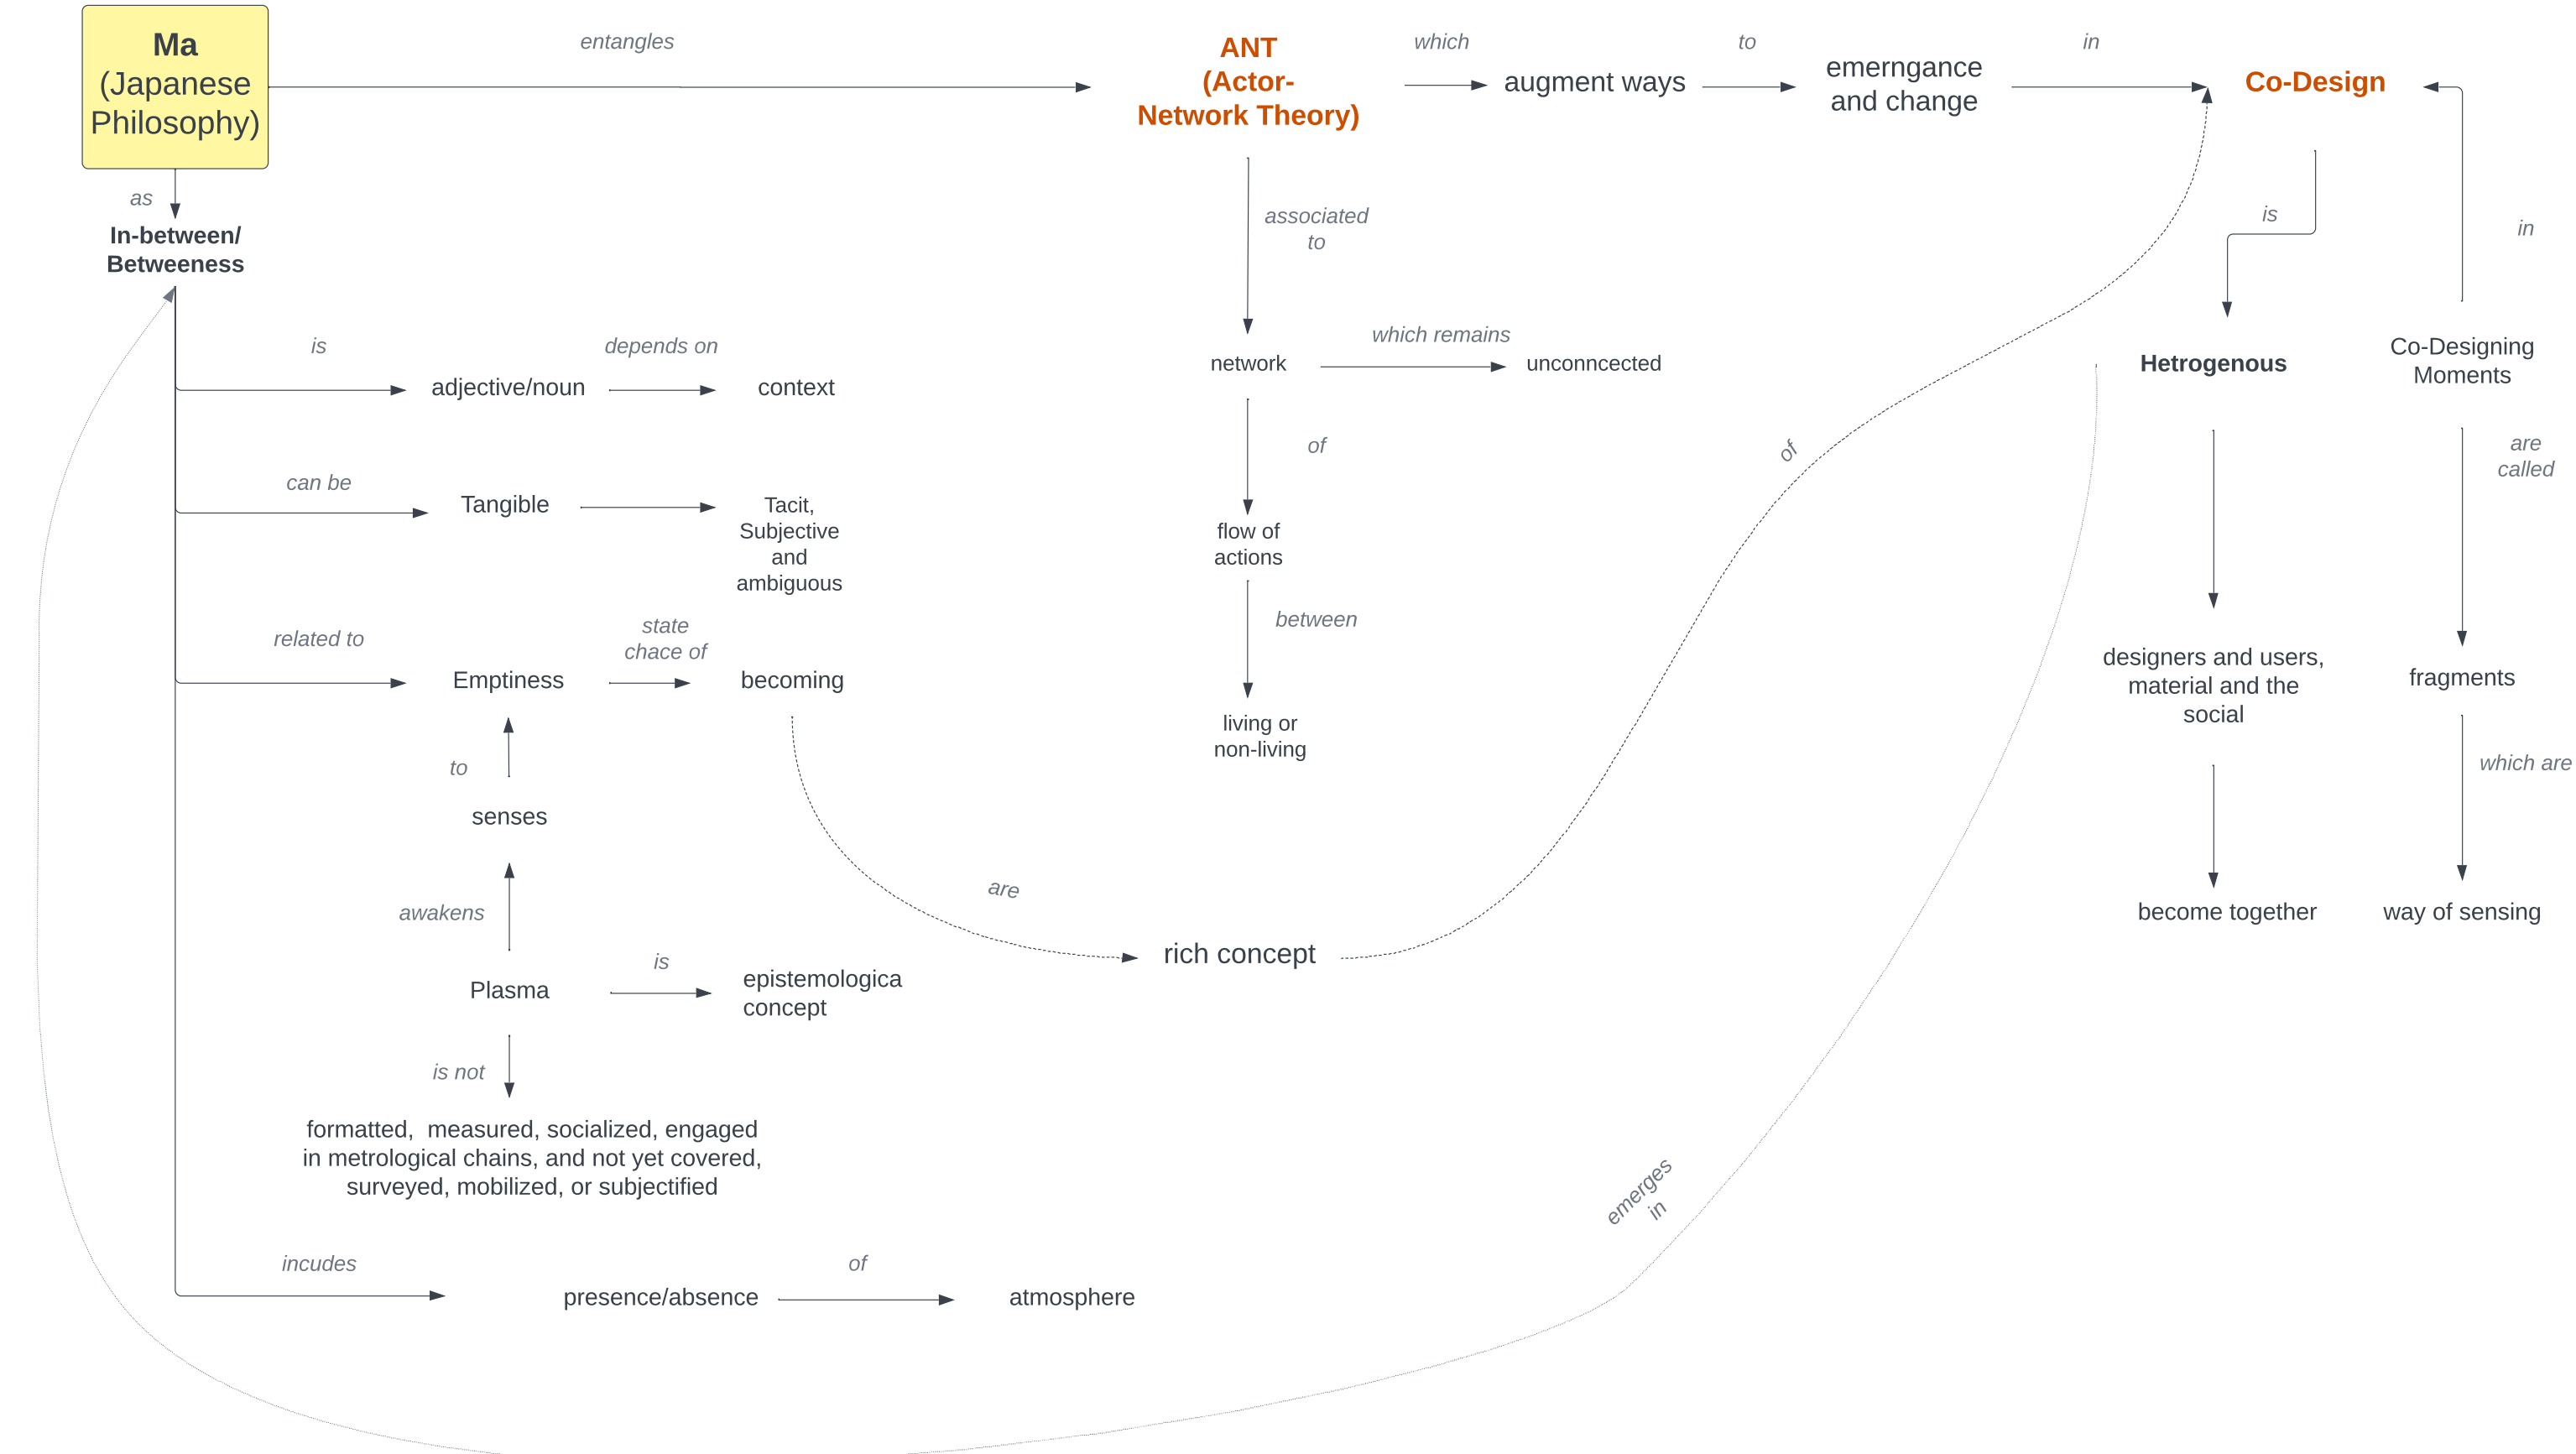 Ma
(Japanese
Philosophy)
entangles
ANT
(Actor-
Network Theory)
which
augment ways
to
emerngance
and change
in
Co-Design
as
In-between/
Betweeness
is
adjective/noun
depends on
context
can be
Tangible
Tacit,
Subjective
and
ambiguous
related to
Emptiness
state
chace of
becoming
to
senses
awakens
Plasma
is
epistemologica
concept
is not
formatted,  measured, socialized, engaged
in metrological chains, and not yet covered,
surveyed, mobilized, or subjectified
incudes
presence/absence
of
atmosphere
are
rich concept
of
associated
to
network
which remains
unconncected
of
flow of
actions
between
living or
non-living
is
Hetrogenous
designers and users,
material and the
social
become together
emerges
in
in
Co-Designing
Moments
are
called
fragments
which are
way of sensing